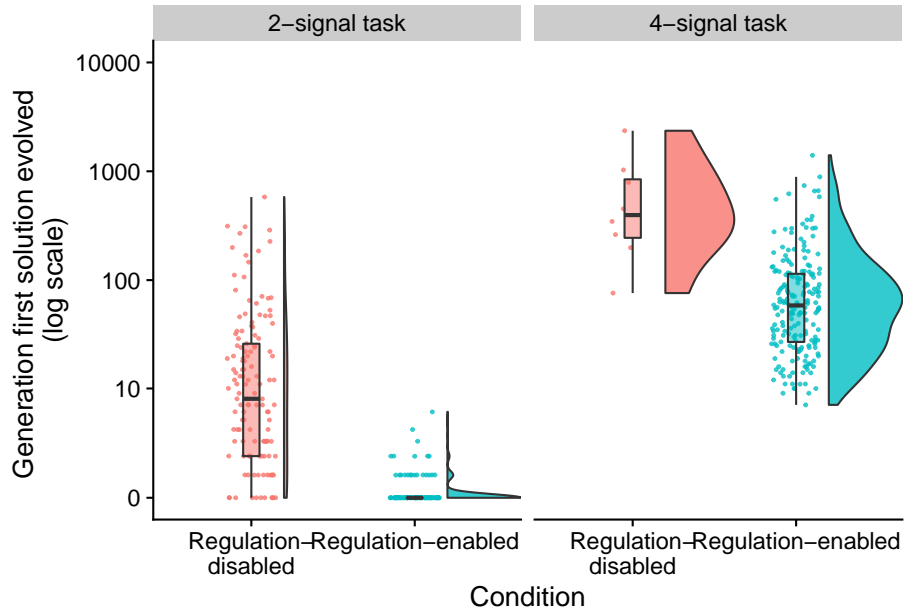 2−signal task
4−signal task
Generation first solution evolved
(log scale)
10000
1000
100
10
0
Regulation−
disabled
Regulation−enabled
Regulation−
disabled
Regulation−enabled
Condition